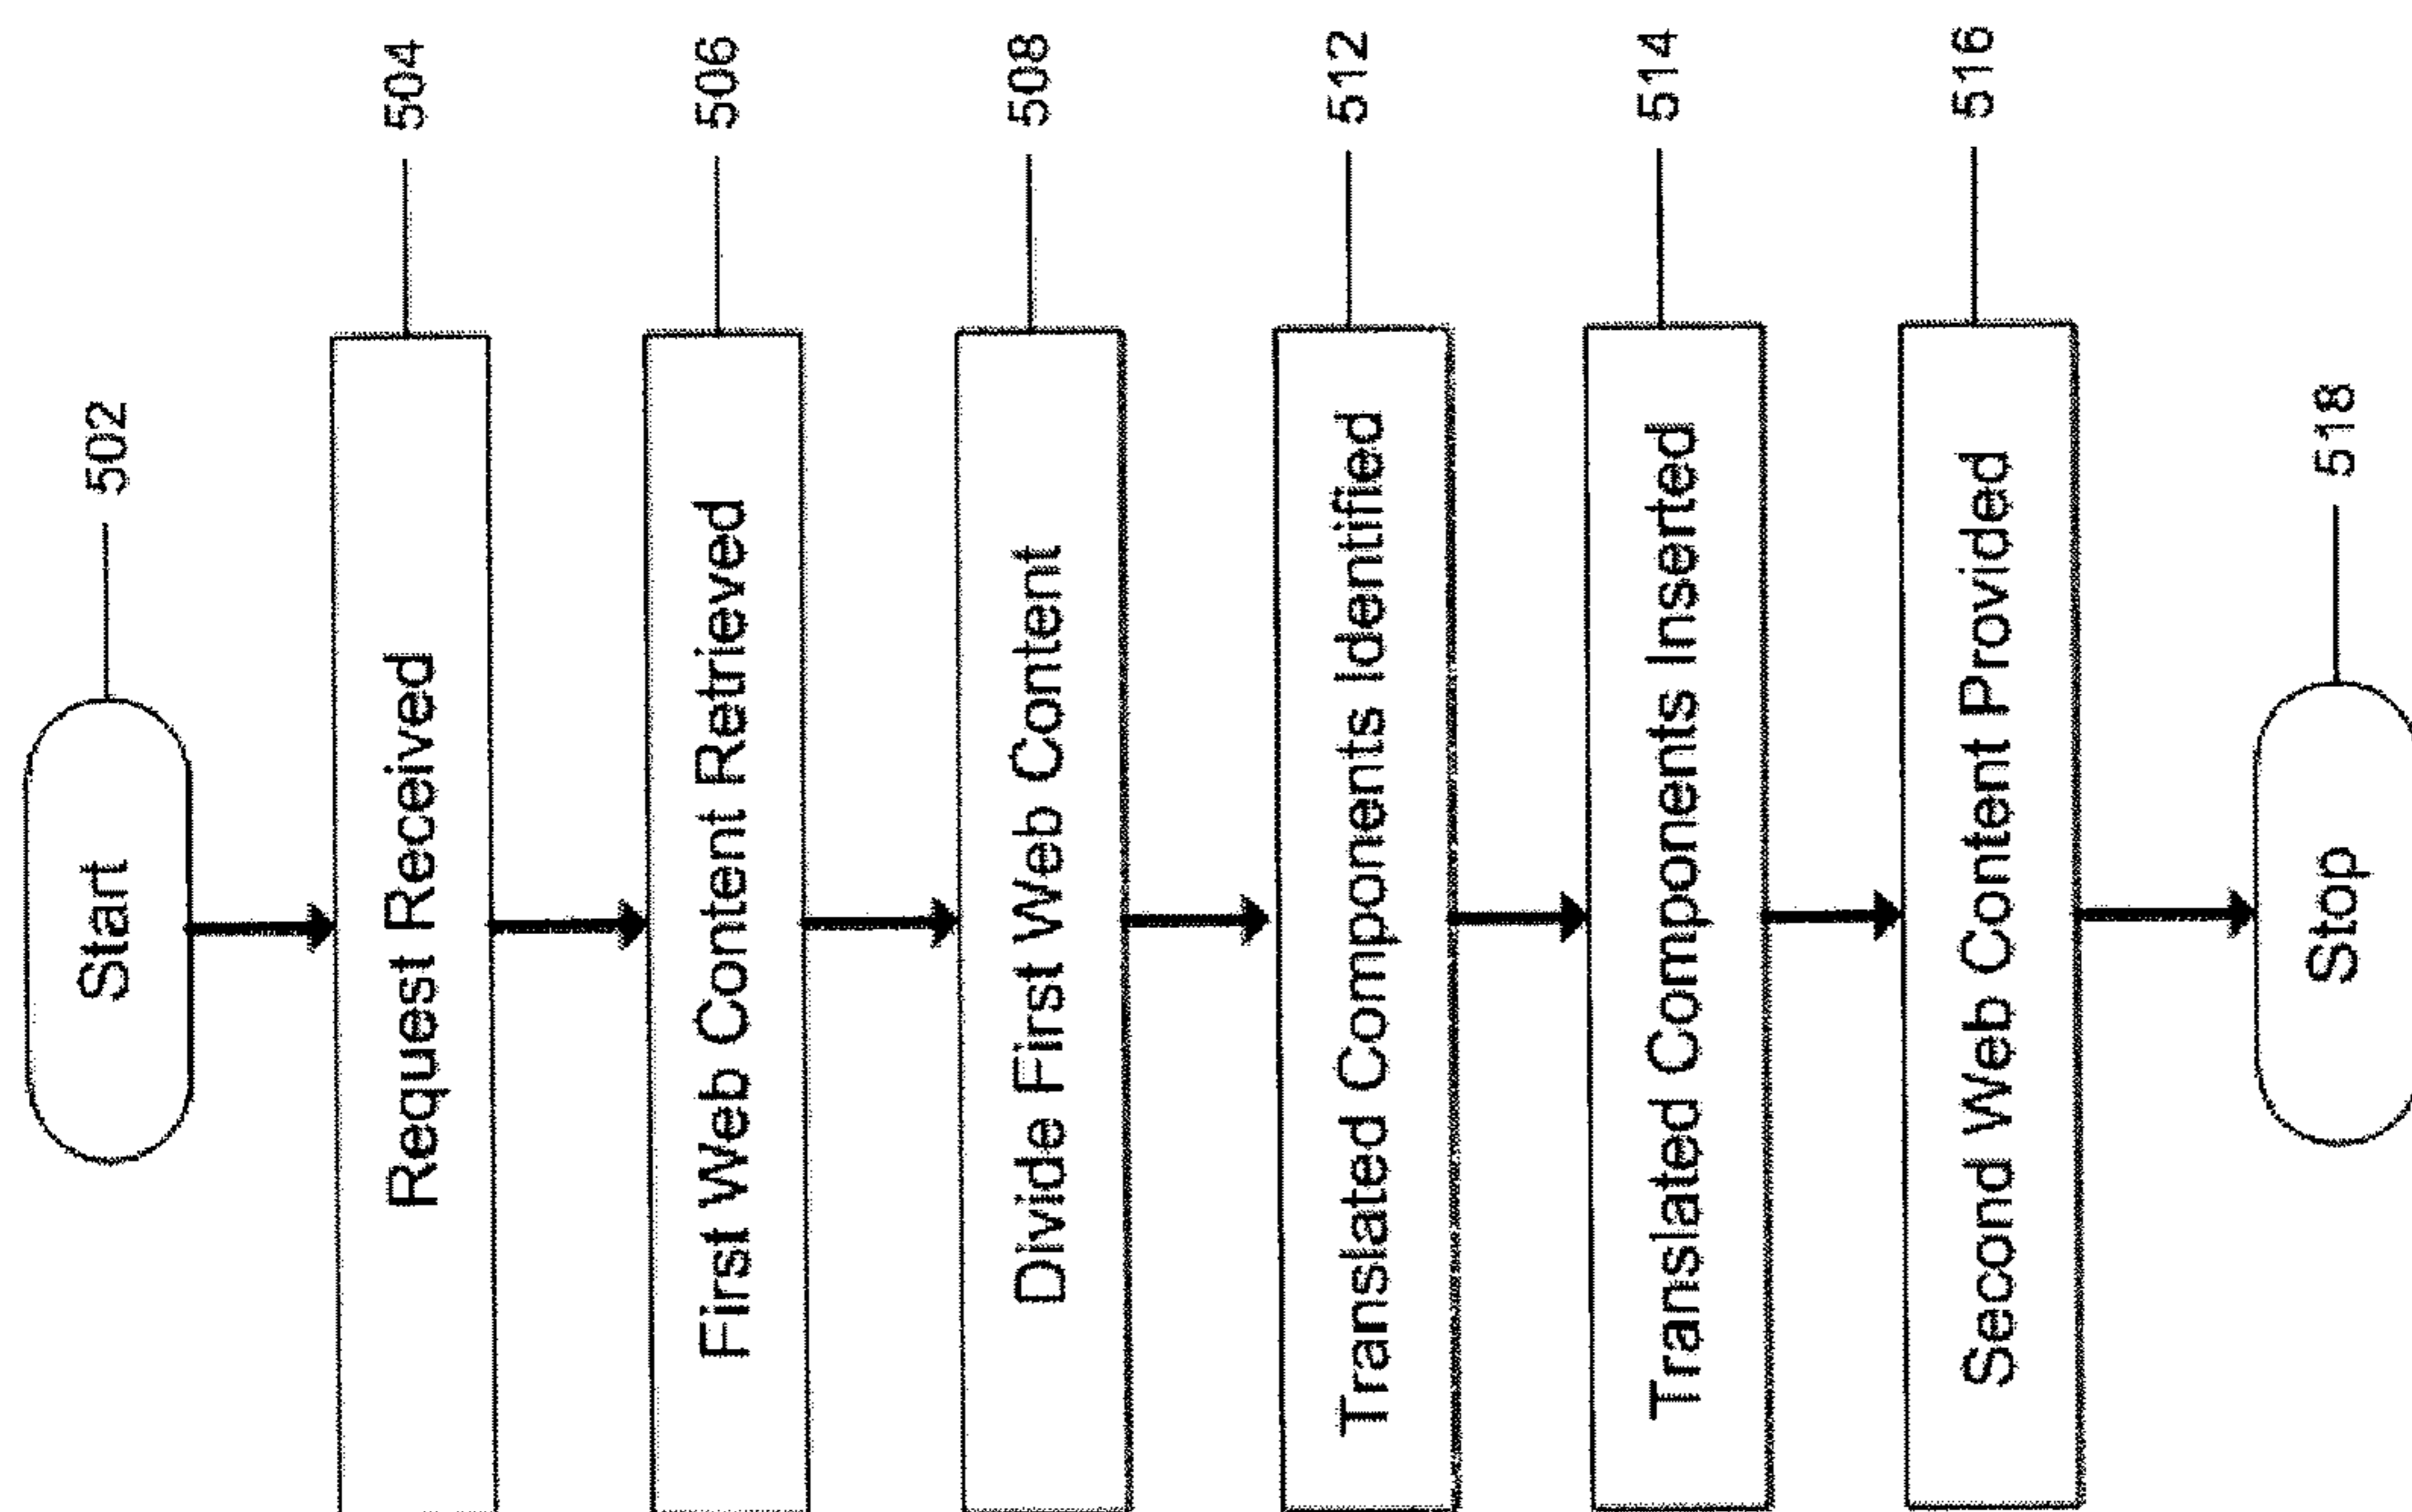 Start
502
Request Received
504
First Web Content Retrieved
506
Divide First Web Content
508
Translated Components Identified
512
Translated Components Inserted
514
Second Web Content Provided
516
Stop
518